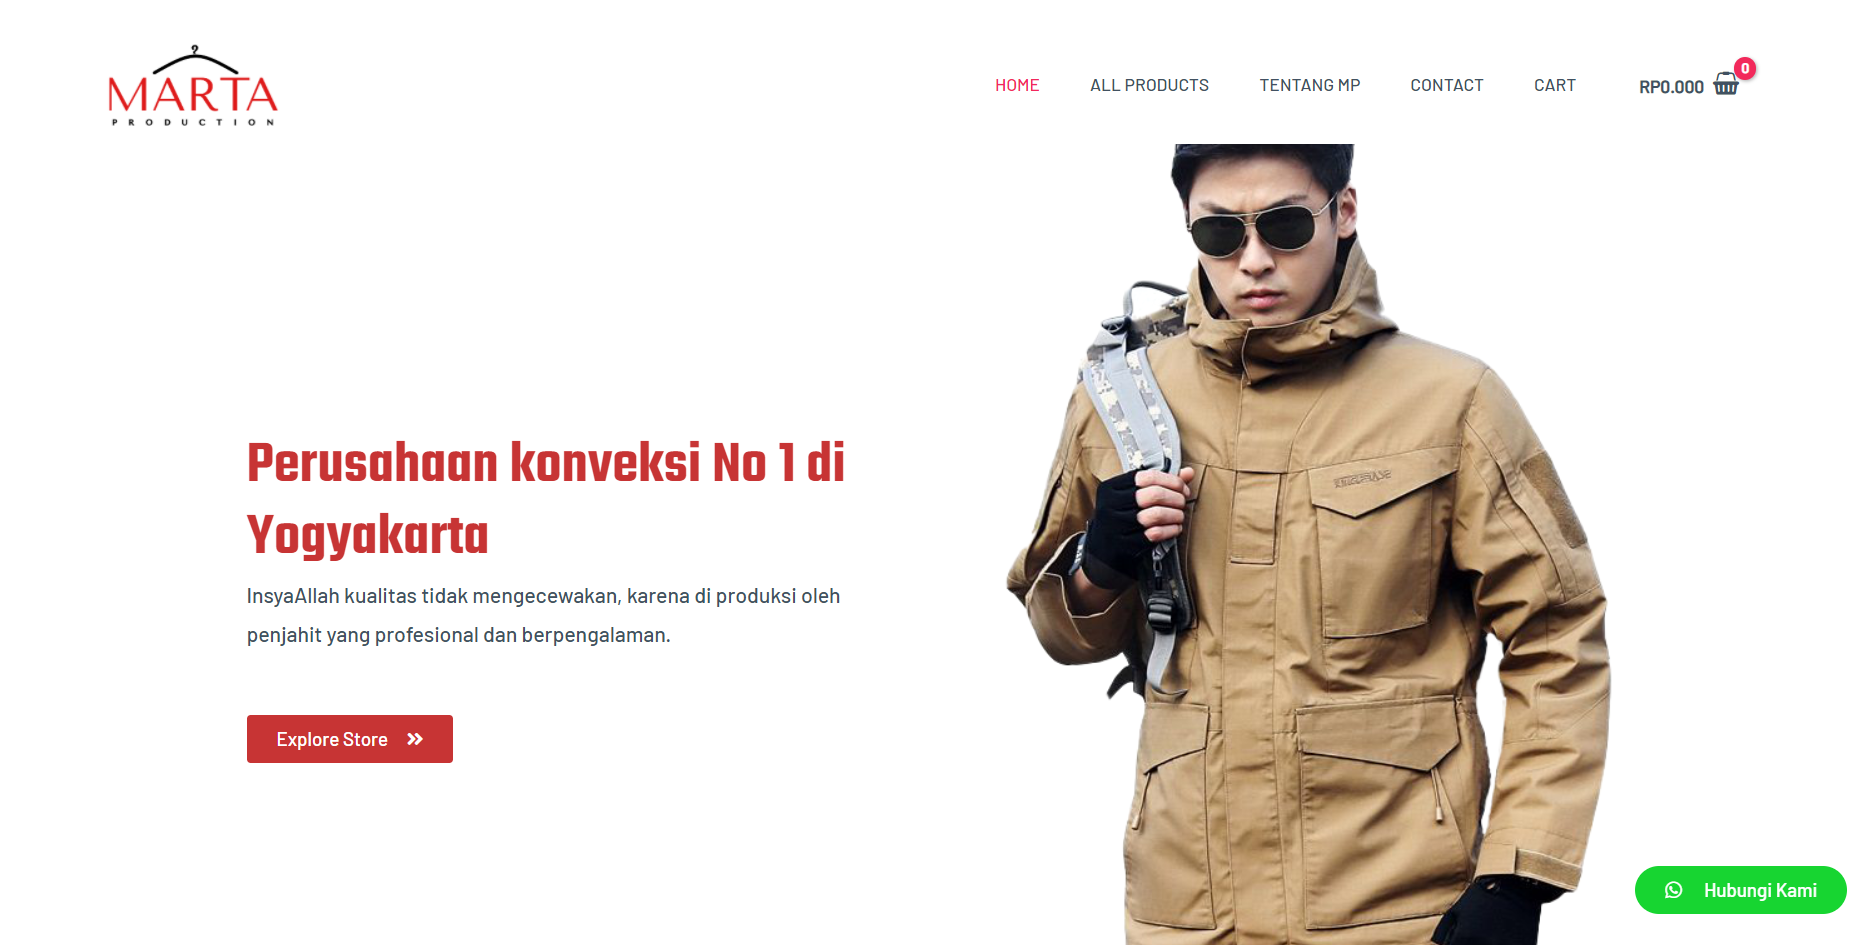 MARTA
PRODUCTION
HOME
ALL PRODUCTS
TENTANG MP
CONTACT
CART
RP0.000
0
Perusahaan konveksi No 1 di
Yogyakarta
InsyaAllah kualitas tidak mengecewakan, karena di produksi oleh
penjahit yang profesional dan berpengalaman.
Explore Store
Hubungi Kami